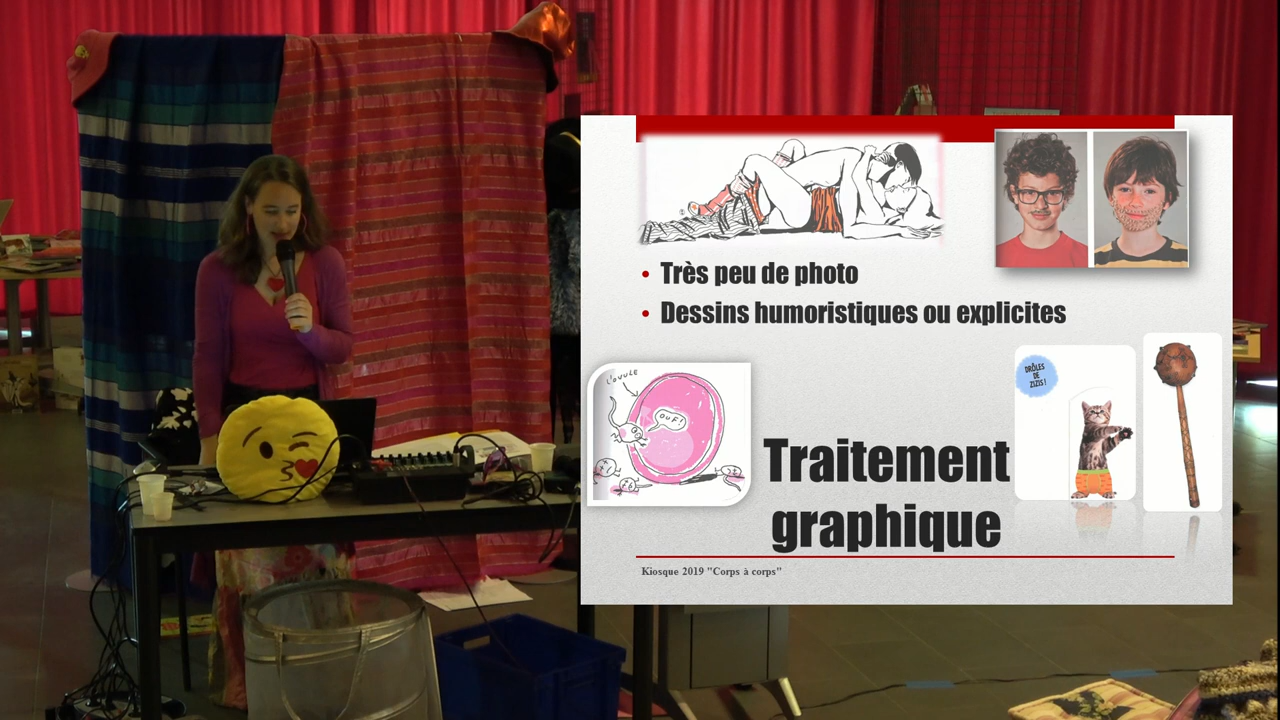 Très peu de photo
Dessins humoristiques ou explicites
L'OVULE
OUF!
DRÔLES
DE
ZIZIS !
Traitement
graphique
Kiosque 2019 "Corps à corps"